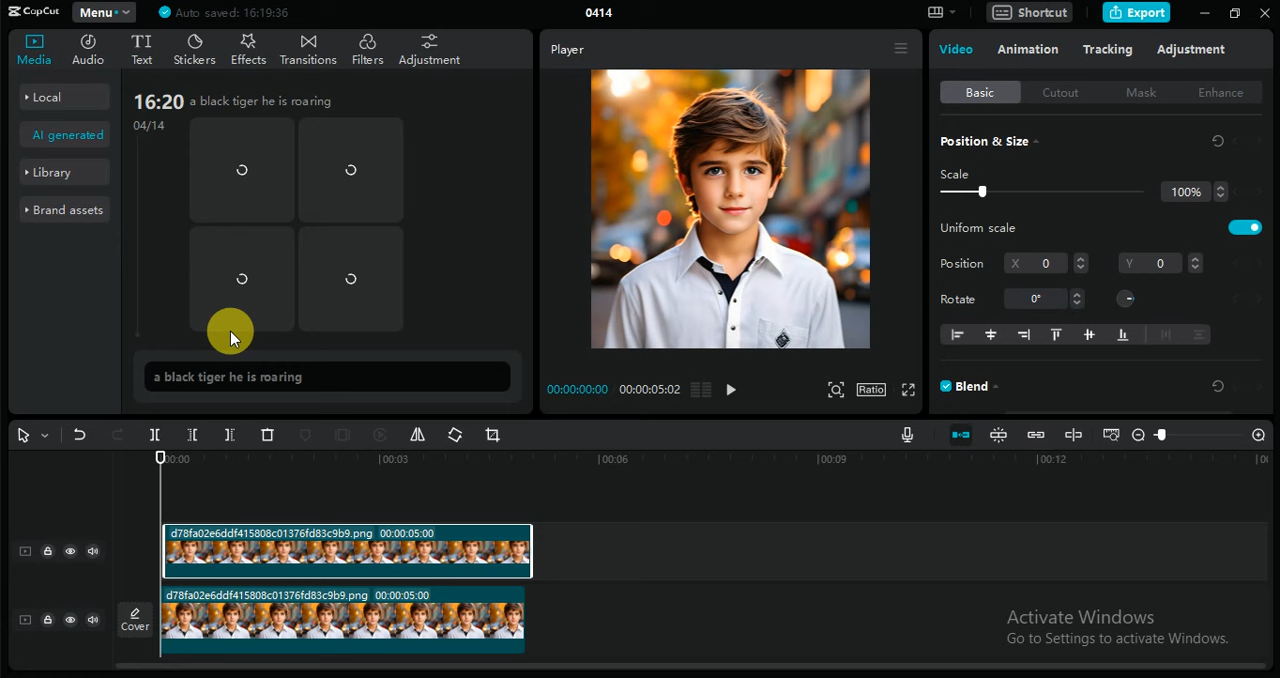 CapCut
Menu
Auto saved: 16:19:36
0414
Shortcut
Export
Media
Audio
Text
Stickers
Effects
Transitions
Filters
Adjustment
Local
AI generated
Library
Brand assets
16:20 a black tiger he is roaring
04/14
a black tiger he is roaring
Player
00:00:00:00 00:00:05:02
Ratio
Video
Animation
Tracking
Adjustment
Basic
Cutout
Mask
Enhance
Position & Size
Scale
100%
Uniform scale
Position X 0 Y 0
Rotate 0°
Blend
00:00
00:03
00:06
00:09
00:12
d78fa02e6ddf415808c01376fd83c9b9.png 00:00:05:00
d78fa02e6ddf415808c01376fd83c9b9.png 00:00:05:00
Cover
Activate Windows
Go to Settings to activate Windows.